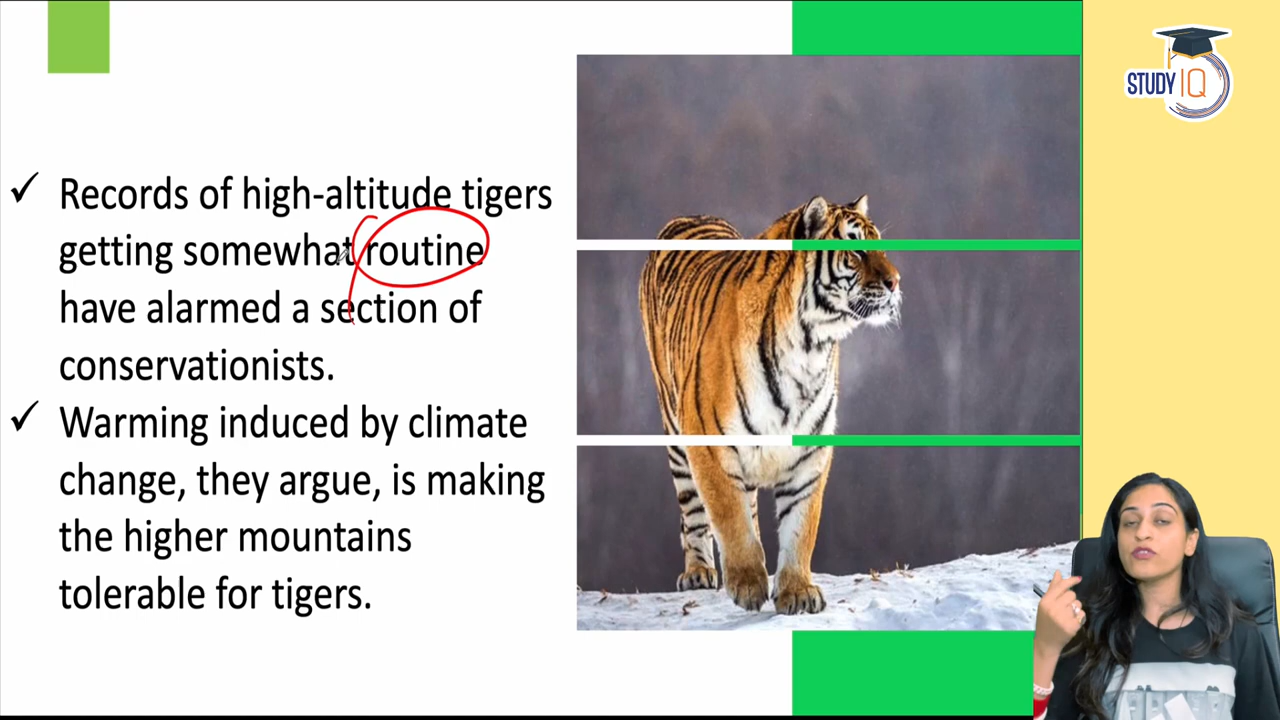 STUDY IQ
✓ Records of high-altitude tigers
getting somewhat routine
have alarmed a section of
conservationists.
✓ Warming induced by climate
change, they argue, is making
the higher mountains
tolerable for tigers.